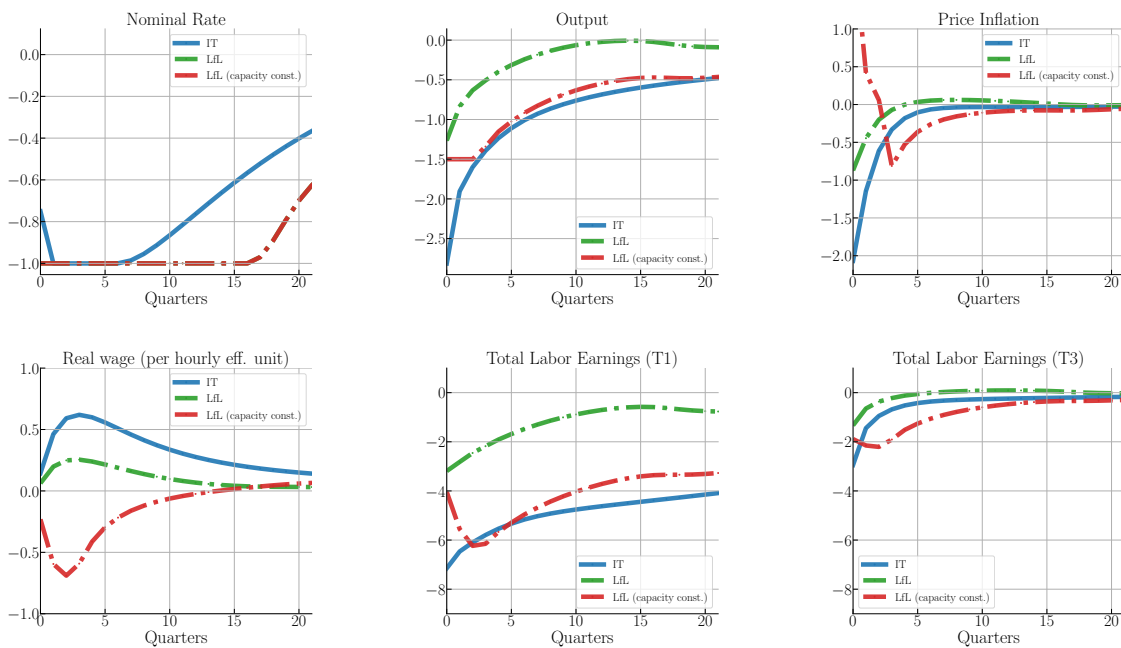 Nominal Rate
0.0
−0.2
−0.4
−0.6
−0.8
−1.0
0 5 10 15 20
Quarters
IT
LfL
LfL (capacity const.)
Output
0.0
−0.5
−1.0
−1.5
−2.0
−2.5
0 5 10 15 20
Quarters
IT
LfL
LfL (capacity const.)
Price Inflation
1.0
0.5
0.0
−0.5
−1.0
−1.5
−2.0
0 5 10 15 20
Quarters
IT
LfL
LfL (capacity const.)
Real wage (per hourly eff. unit)
1.0
0.5
0.0
−0.5
−1.0
0 5 10 15 20
Quarters
IT
LfL
LfL (capacity const.)
Total Labor Earnings (T1)
0
−2
−4
−6
−8
0 5 10 15 20
Quarters
IT
LfL
LfL (capacity const.)
Total Labor Earnings (T3)
0
−2
−4
−6
−8
0 5 10 15 20
Quarters
IT
LfL
LfL (capacity const.)